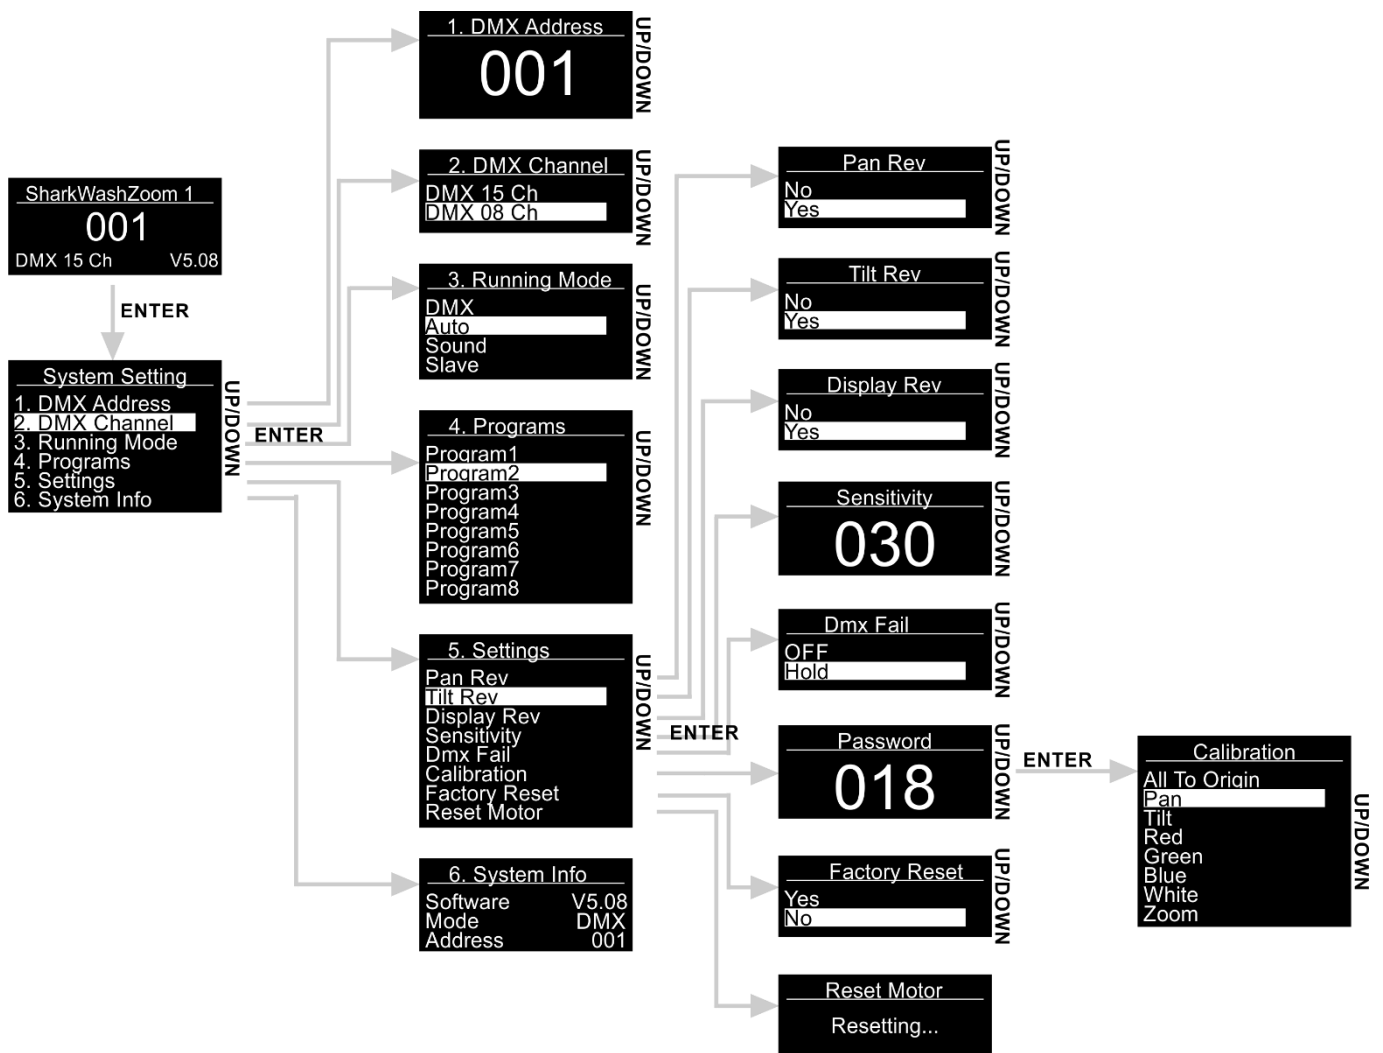 SharkWashZoom 1
001
DMX 15 Ch V5.08
ENTER
System Setting
1. DMX Address
2. DMX Channel
3. Running Mode
4. Programs
5. Settings
6. System Info
UP/DOWN
ENTER
1. DMX Address
001
UP/DOWN
2. DMX Channel
DMX 15 Ch
DMX 08 Ch
UP/DOWN
3. Running Mode
DMX
Auto
Sound
Slave
UP/DOWN
4. Programs
Program1
Program2
Program3
Program4
Program5
Program6
Program7
Program8
UP/DOWN
5. Settings
Pan Rev
Tilt Rev
Display Rev
Sensitivity
Dmx Fail
Calibration
Factory Reset
Reset Motor
UP/DOWN
ENTER
6. System Info
Software V5.08
Mode DMX
Address 001
Pan Rev
No
Yes
UP/DOWN
Tilt Rev
No
Yes
UP/DOWN
Display Rev
No
Yes
UP/DOWN
Sensitivity
030
UP/DOWN
Dmx Fail
OFF
Hold
UP/DOWN
Password
018
UP/DOWN
ENTER
Factory Reset
Yes
No
UP/DOWN
Reset Motor
Resetting...
Calibration
All To Origin
Pan
Tilt
Red
Green
Blue
White
Zoom
UP/DOWN